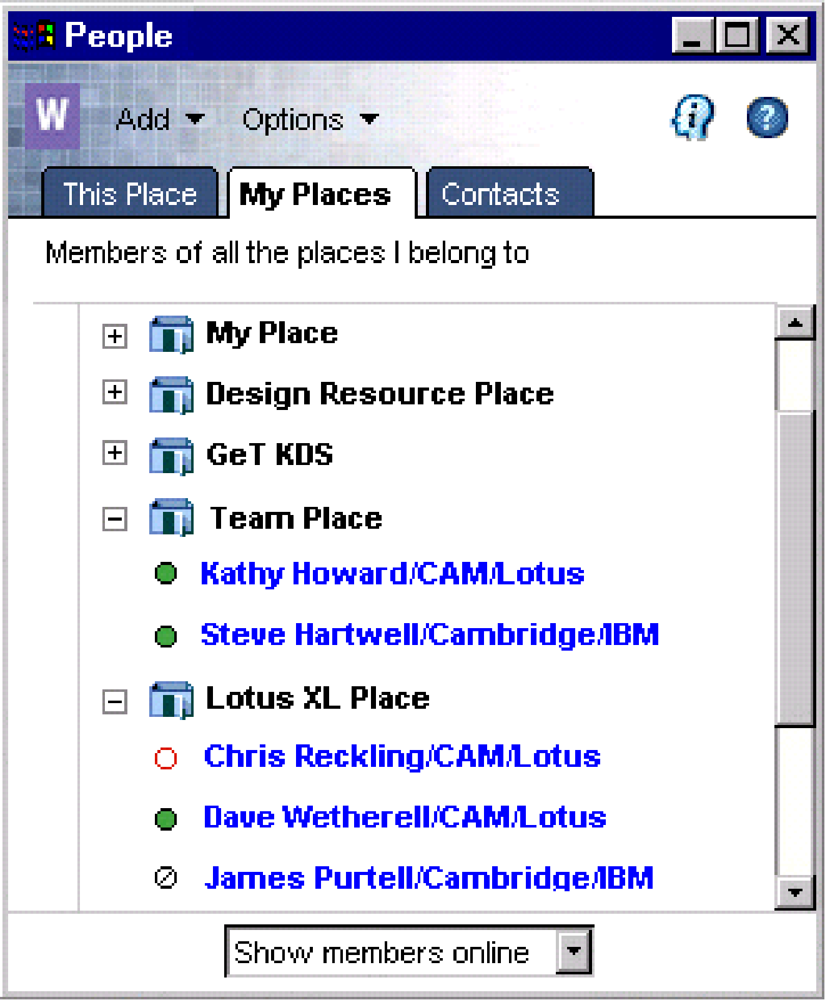 People
W Add Options i ?
This Place My Places Contacts
Members of all the places I belong to
My Place
Design Resource Place
GeT KDS
Team Place
Kathy Howard/CAM/Lotus
Steve Hartwell/Cambridge/IBM
Lotus XL Place
Chris Reckling/CAM/Lotus
Dave Wetherell/CAM/Lotus
James Purtell/Cambridge/IBM
Show members online